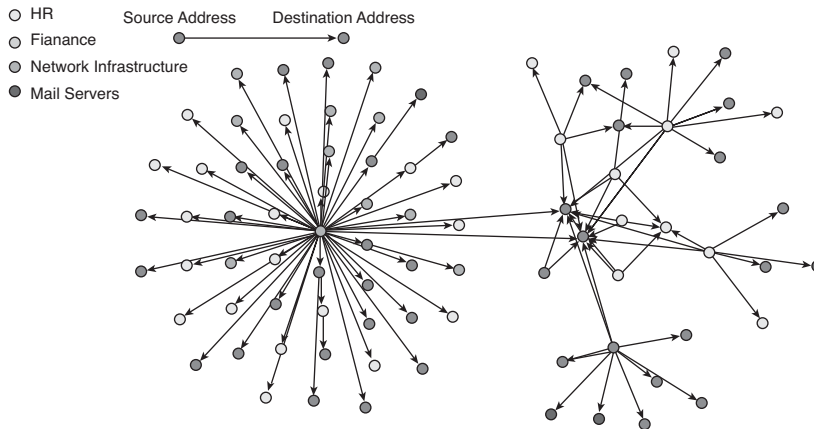 HR
Fianance
Network Infrastructure
Mail Servers
Source Address
Destination Address